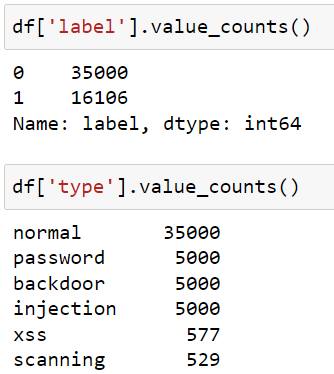 df['label'].value_counts()
0    35000
1    16106
Name: label, dtype: int64
df['type'].value_counts()
normal       35000
password      5000
backdoor      5000
injection     5000
xss            577
scanning       529